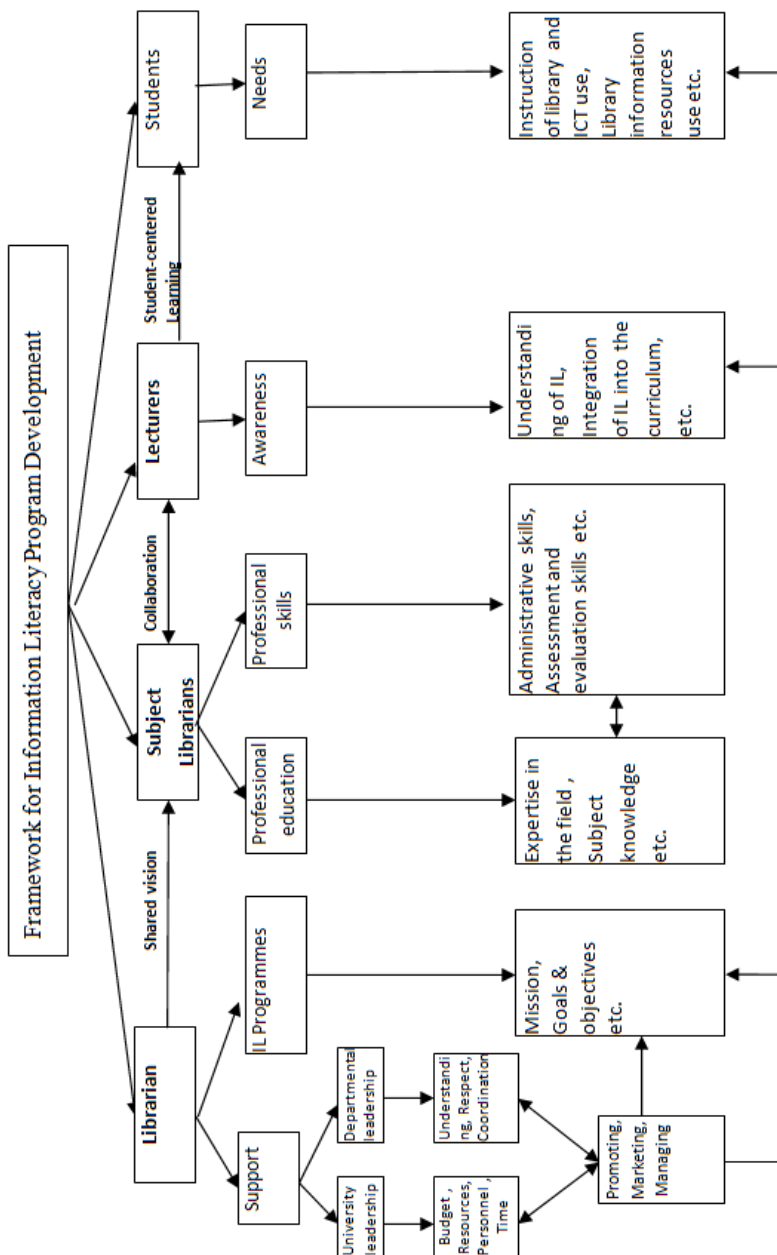 Framework for Information Literacy Program Development
Librarian
Shared vision
Subject
Librarians
Collaboration
Lecturers
Student-centered
Learning
Students
Support
IL Programmes
Professional
education
Professional
skills
Awareness
Needs
University
leadership
Departmental
leadership
Budget ,
Resources,
Personnel ,
Time
Understandi
ng, Respect,
Coordination
Promoting,
Marketing,
Managing
Mission,
Goals &
objectives
etc.
Expertise in
the field ,
Subject
knowledge
etc.
Administrative skills,
Assessment and
evaluation skills etc.
Understandi
ng of IL,
Integration
of IL into the
curriculum,
etc.
Instruction
of library and
ICT use,
Library
information
resources
use etc.